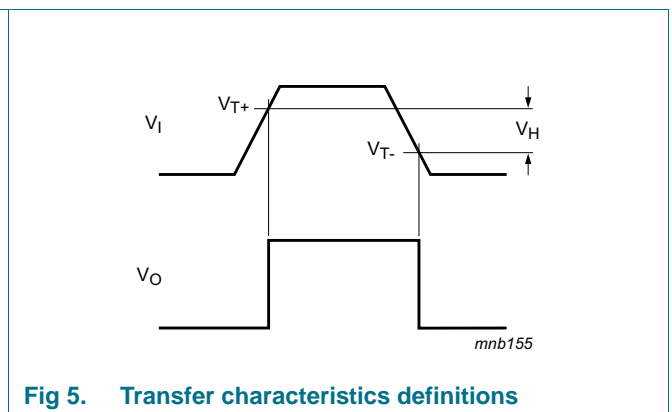 VT+
VI
VH
VT-
VO
mnb155
Fig 5. Transfer characteristics definitions